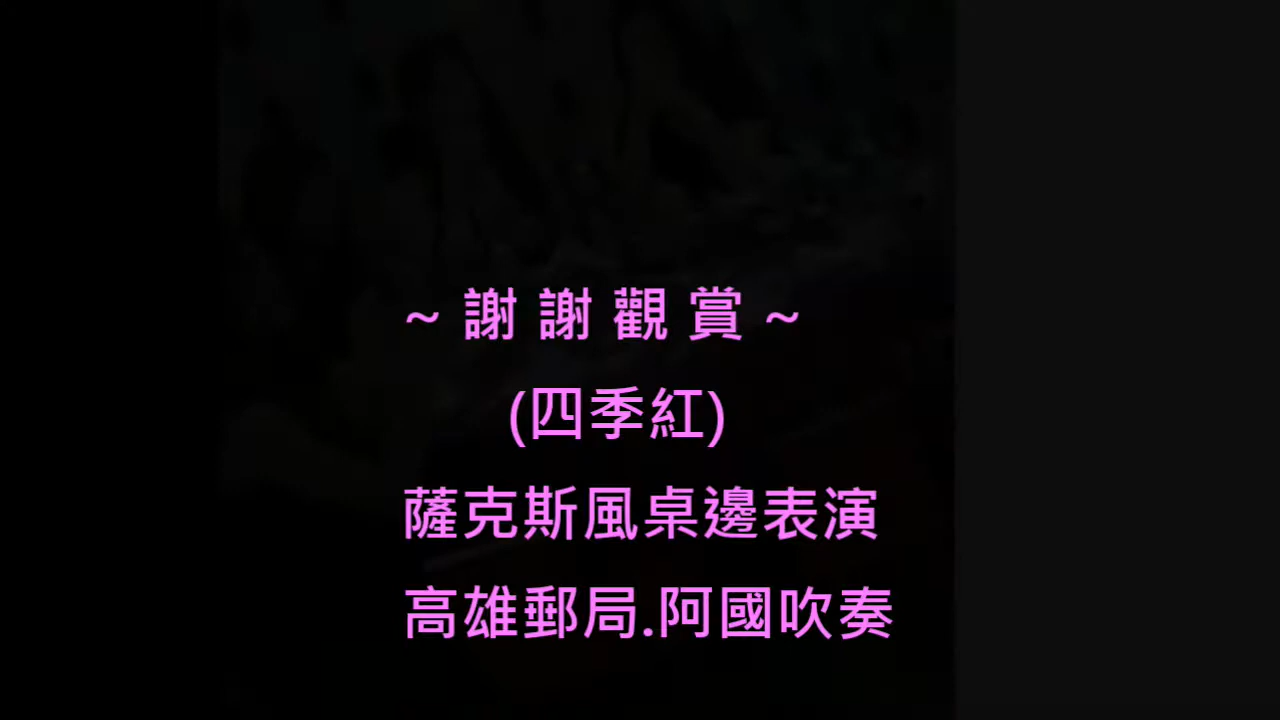 ~ 謝 謝 觀 賞 ~
(四季紅)
薩克斯風桌邊表演
高雄郵局.阿國吹奏